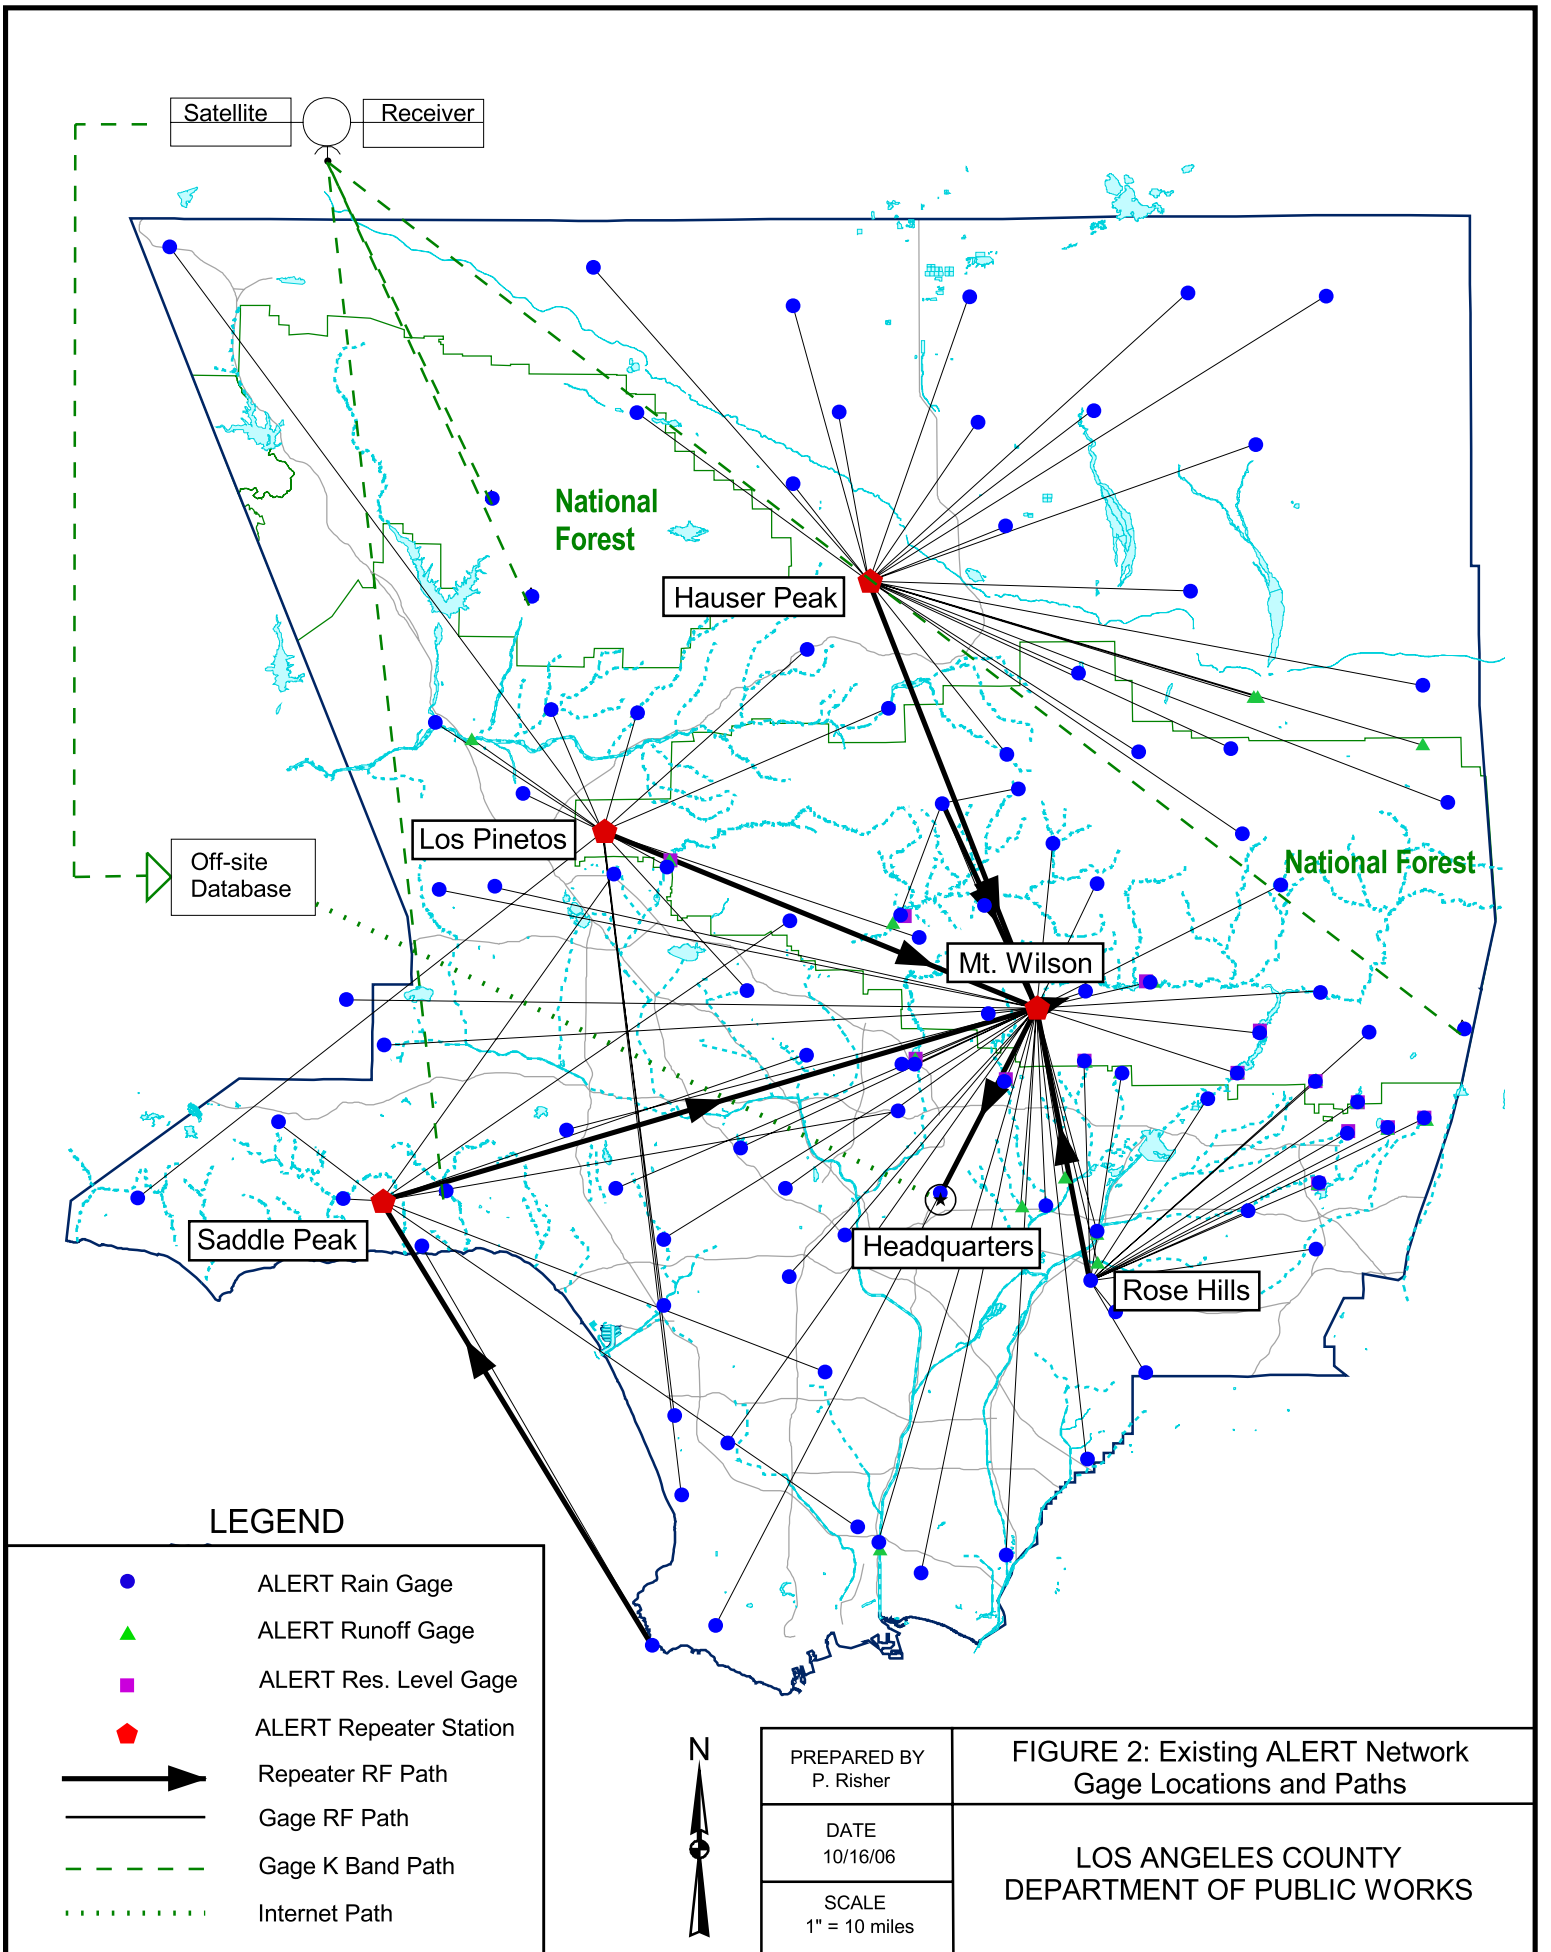 Satellite
Receiver
National
Forest
Hauser Peak
Los Pinetos
Off-site
Database
National Forest
Mt. Wilson
Saddle Peak
Headquarters
Rose Hills
LEGEND
ALERT Rain Gage
ALERT Runoff Gage
ALERT Res. Level Gage
ALERT Repeater Station
Repeater RF Path
Gage RF Path
Gage K Band Path
Internet Path
N
PREPARED BY
P. Risher
DATE
10/16/06
SCALE
1" = 10 miles
FIGURE 2: Existing ALERT Network
Gage Locations and Paths
LOS ANGELES COUNTY
DEPARTMENT OF PUBLIC WORKS